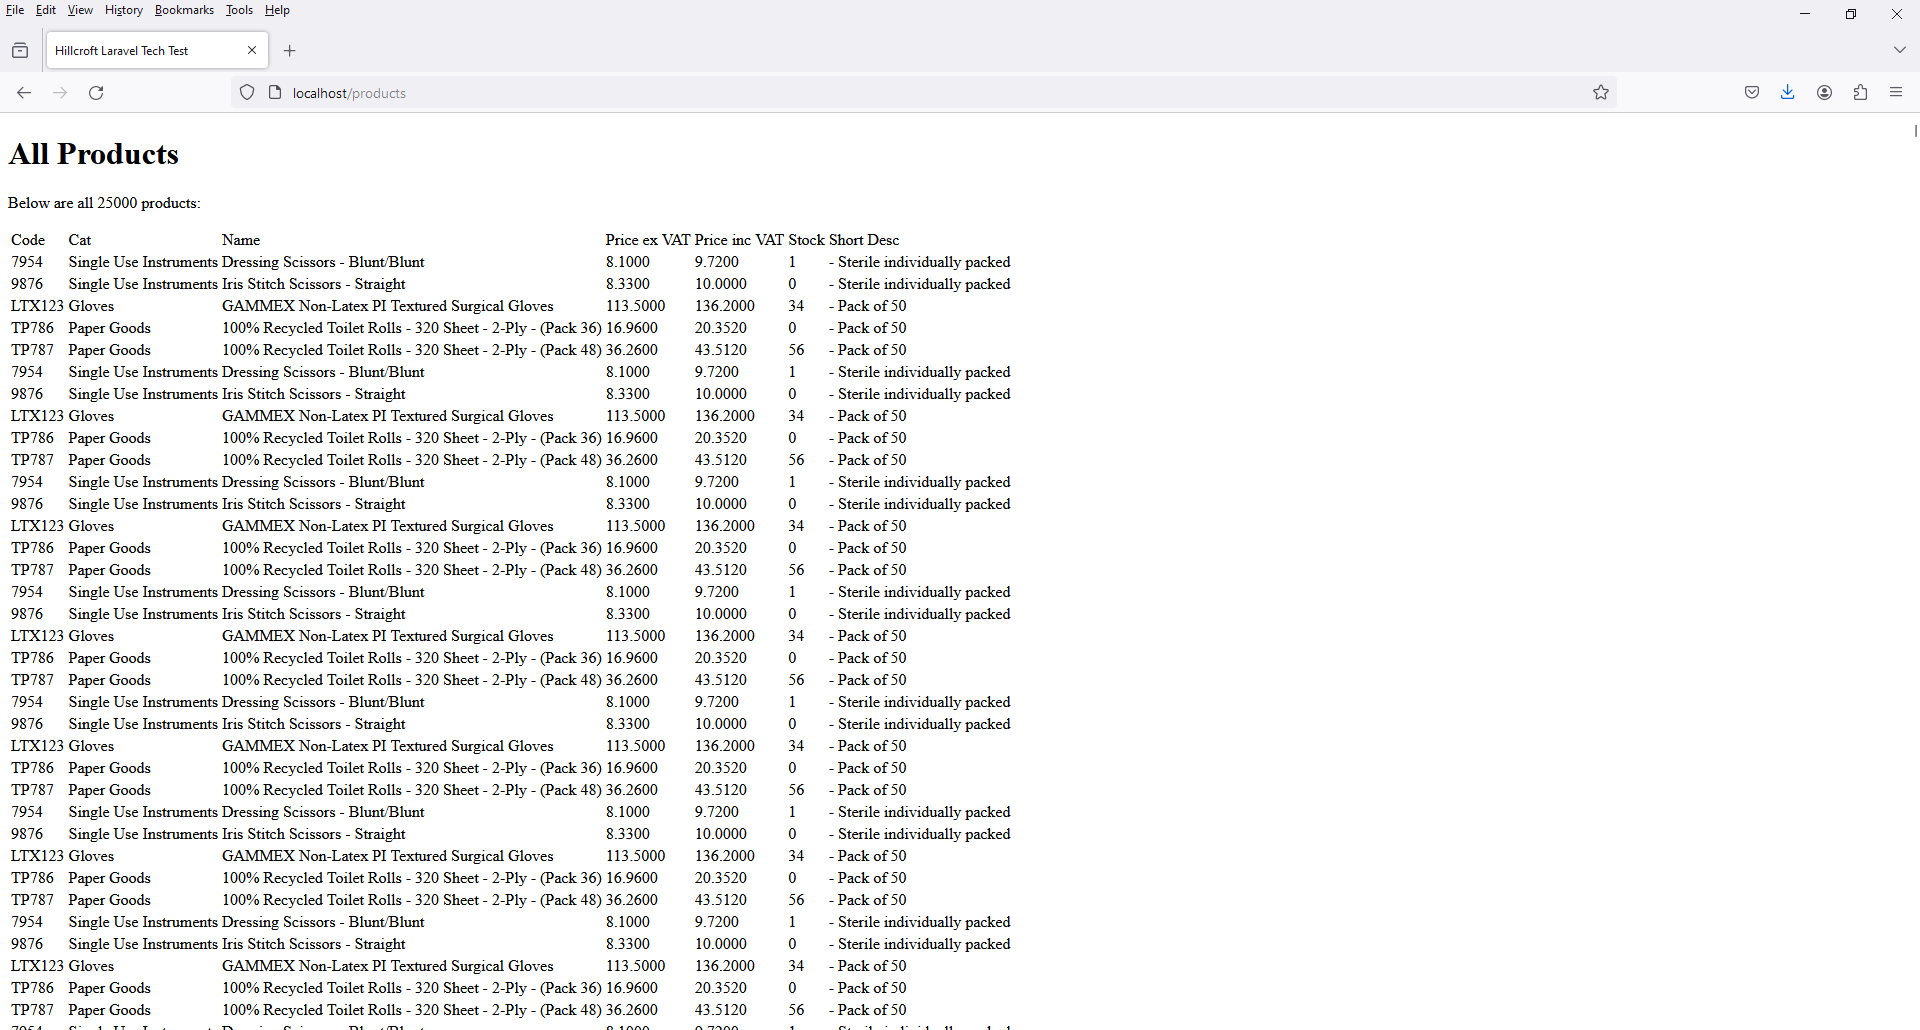 File Edit View History Bookmarks Tools Help
Hillcroft Laravel Tech Test
localhost/products
All Products
Below are all 25000 products:
Code Cat Name Price ex VAT Price inc VAT Stock Short Desc
7954 Single Use Instruments Dressing Scissors - Blunt/Blunt 8.1000 9.7200 1 - Sterile individually packed
9876 Single Use Instruments Iris Stitch Scissors - Straight 8.3300 10.0000 0 - Sterile individually packed
LTX123 Gloves GAMMEX Non-Latex PI Textured Surgical Gloves 113.5000 136.2000 34 - Pack of 50
TP786 Paper Goods 100% Recycled Toilet Rolls - 320 Sheet - 2-Ply - (Pack 36) 16.9600 20.3520 0 - Pack of 50
TP787 Paper Goods 100% Recycled Toilet Rolls - 320 Sheet - 2-Ply - (Pack 48) 36.2600 43.5120 56 - Pack of 50
7954 Single Use Instruments Dressing Scissors - Blunt/Blunt 8.1000 9.7200 1 - Sterile individually packed
9876 Single Use Instruments Iris Stitch Scissors - Straight 8.3300 10.0000 0 - Sterile individually packed
LTX123 Gloves GAMMEX Non-Latex PI Textured Surgical Gloves 113.5000 136.2000 34 - Pack of 50
TP786 Paper Goods 100% Recycled Toilet Rolls - 320 Sheet - 2-Ply - (Pack 36) 16.9600 20.3520 0 - Pack of 50
TP787 Paper Goods 100% Recycled Toilet Rolls - 320 Sheet - 2-Ply - (Pack 48) 36.2600 43.5120 56 - Pack of 50
7954 Single Use Instruments Dressing Scissors - Blunt/Blunt 8.1000 9.7200 1 - Sterile individually packed
9876 Single Use Instruments Iris Stitch Scissors - Straight 8.3300 10.0000 0 - Sterile individually packed
LTX123 Gloves GAMMEX Non-Latex PI Textured Surgical Gloves 113.5000 136.2000 34 - Pack of 50
TP786 Paper Goods 100% Recycled Toilet Rolls - 320 Sheet - 2-Ply - (Pack 36) 16.9600 20.3520 0 - Pack of 50
TP787 Paper Goods 100% Recycled Toilet Rolls - 320 Sheet - 2-Ply - (Pack 48) 36.2600 43.5120 56 - Pack of 50
7954 Single Use Instruments Dressing Scissors - Blunt/Blunt 8.1000 9.7200 1 - Sterile individually packed
9876 Single Use Instruments Iris Stitch Scissors - Straight 8.3300 10.0000 0 - Sterile individually packed
LTX123 Gloves GAMMEX Non-Latex PI Textured Surgical Gloves 113.5000 136.2000 34 - Pack of 50
TP786 Paper Goods 100% Recycled Toilet Rolls - 320 Sheet - 2-Ply - (Pack 36) 16.9600 20.3520 0 - Pack of 50
TP787 Paper Goods 100% Recycled Toilet Rolls - 320 Sheet - 2-Ply - (Pack 48) 36.2600 43.5120 56 - Pack of 50
7954 Single Use Instruments Dressing Scissors - Blunt/Blunt 8.1000 9.7200 1 - Sterile individually packed
9876 Single Use Instruments Iris Stitch Scissors - Straight 8.3300 10.0000 0 - Sterile individually packed
LTX123 Gloves GAMMEX Non-Latex PI Textured Surgical Gloves 113.5000 136.2000 34 - Pack of 50
TP786 Paper Goods 100% Recycled Toilet Rolls - 320 Sheet - 2-Ply - (Pack 36) 16.9600 20.3520 0 - Pack of 50
TP787 Paper Goods 100% Recycled Toilet Rolls - 320 Sheet - 2-Ply - (Pack 48) 36.2600 43.5120 56 - Pack of 50
7954 Single Use Instruments Dressing Scissors - Blunt/Blunt 8.1000 9.7200 1 - Sterile individually packed
9876 Single Use Instruments Iris Stitch Scissors - Straight 8.3300 10.0000 0 - Sterile individually packed
LTX123 Gloves GAMMEX Non-Latex PI Textured Surgical Gloves 113.5000 136.2000 34 - Pack of 50
TP786 Paper Goods 100% Recycled Toilet Rolls - 320 Sheet - 2-Ply - (Pack 36) 16.9600 20.3520 0 - Pack of 50
TP787 Paper Goods 100% Recycled Toilet Rolls - 320 Sheet - 2-Ply - (Pack 48) 36.2600 43.5120 56 - Pack of 50
7954 Single Use Instruments Dressing Scissors - Blunt/Blunt 8.1000 9.7200 1 - Sterile individually packed
9876 Single Use Instruments Iris Stitch Scissors - Straight 8.3300 10.0000 0 - Sterile individually packed
LTX123 Gloves GAMMEX Non-Latex PI Textured Surgical Gloves 113.5000 136.2000 34 - Pack of 50
TP786 Paper Goods 100% Recycled Toilet Rolls - 320 Sheet - 2-Ply - (Pack 36) 16.9600 20.3520 0 - Pack of 50
TP787 Paper Goods 100% Recycled Toilet Rolls - 320 Sheet - 2-Ply - (Pack 48) 36.2600 43.5120 56 - Pack of 50